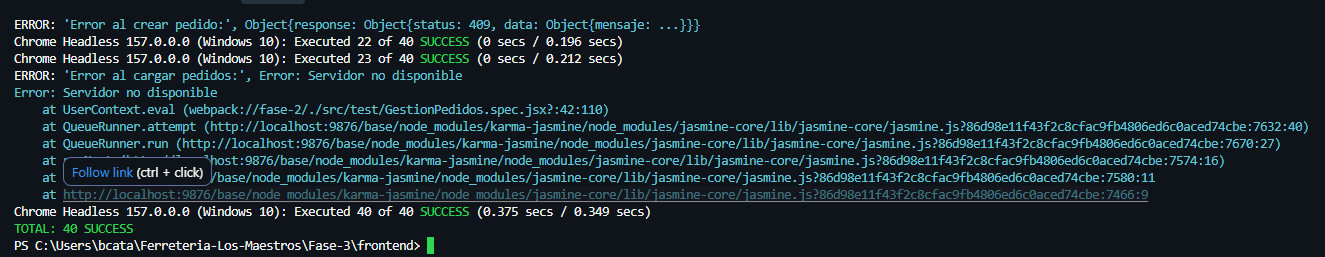 ERROR: 'Error al crear pedido:', Object{response: Object{status: 409, data: Object{mensaje: ...}}}
Chrome Headless 157.0.0.0 (Windows 10): Executed 22 of 40 SUCCESS (0 secs / 0.196 secs)
Chrome Headless 157.0.0.0 (Windows 10): Executed 23 of 40 SUCCESS (0 secs / 0.212 secs)
ERROR: 'Error al cargar pedidos:', Error: Servidor no disponible
Error: Servidor no disponible
at UserContext.eval (webpack://fase-2/./src/test/GestionPedidos.spec.jsx?:42:110)
at QueueRunner.attempt (http://localhost:9876/base/node_modules/karma-jasmine/node_modules/jasmine-core/lib/jasmine-core/jasmine.js?86d98e11f43f2c8cfac9fb4806ed6c0aced74cbe:7632:40)
at QueueRunner.run (http://localhost:9876/base/node_modules/karma-jasmine/node_modules/jasmine-core/lib/jasmine-core/jasmine.js?86d98e11f43f2c8cfac9fb4806ed6c0aced74cbe:7670:27)
at localhost:9876/base/node_modules/karma-jasmine/node_modules/jasmine-core/lib/jasmine-core/jasmine.js?86d98e11f43f2c8cfac9fb4806ed6c0aced74cbe:7574:16)
Follow link (ctrl + click)
at /base/node_modules/karma-jasmine/node_modules/jasmine-core/lib/jasmine-core/jasmine.js?86d98e11f43f2c8cfac9fb4806ed6c0aced74cbe:7580:11
at http://localhost:9876/base/node_modules/karma-jasmine/node_modules/jasmine-core/lib/jasmine-core/jasmine.js?86d98e11f43f2c8cfac9fb4806ed6c0aced74cbe:7466:9
Chrome Headless 157.0.0.0 (Windows 10): Executed 40 of 40 SUCCESS (0.375 secs / 0.349 secs)
TOTAL: 40 SUCCESS
PS C:\Users\bcata\Ferreteria-Los-Maestros\Fase-3\frontend>